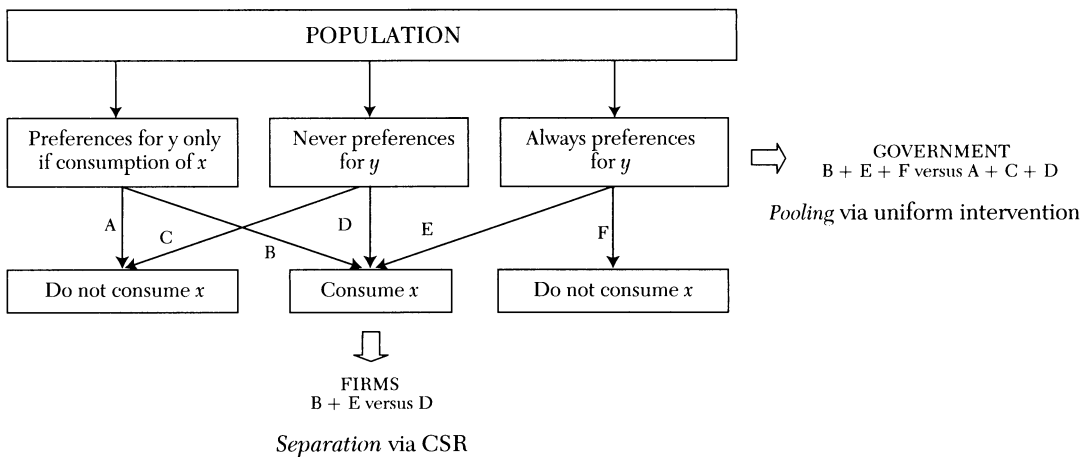 POPULATION
Preferences for y only
if consumption of x
Never preferences
for y
Always preferences
for y
GOVERNMENT
B + E + F versus A + C + D
Pooling via uniform intervention
A
C
B
D
E
F
Do not consume x
Consume x
Do not consume x
FIRMS
B + E versus D
Separation via CSR